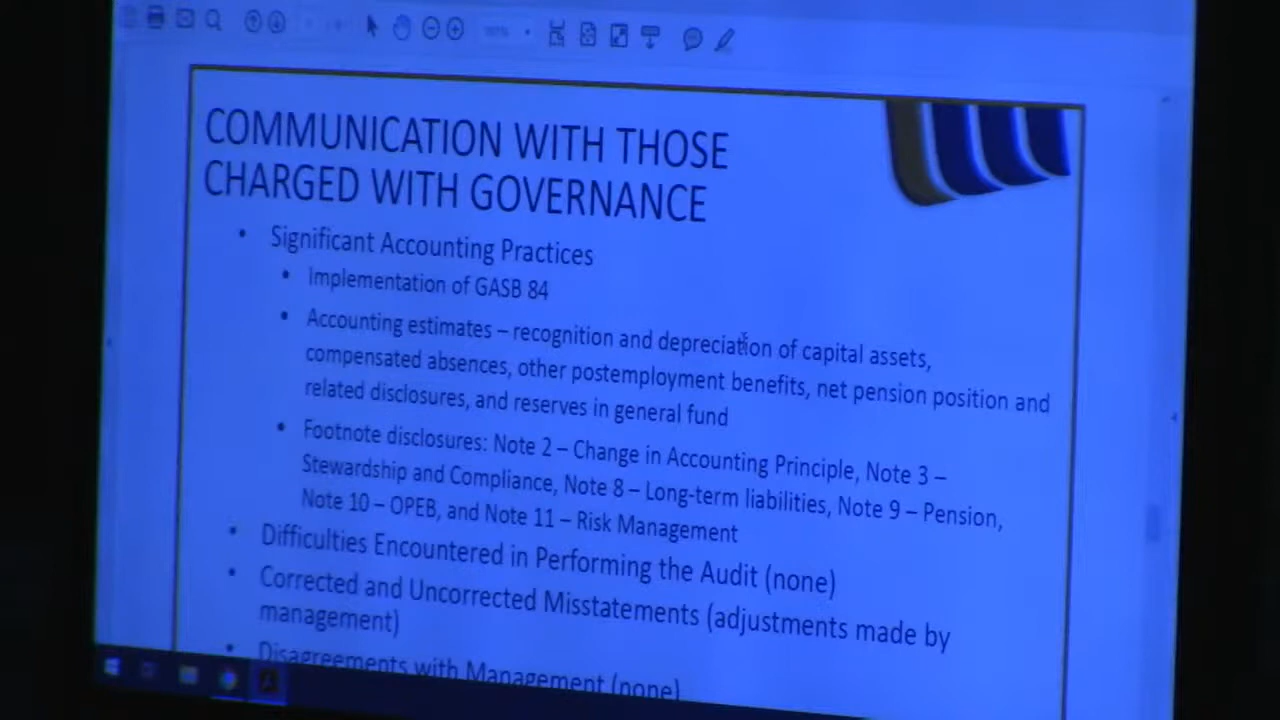 COMMUNICATION WITH THOSE
CHARGED WITH GOVERNANCE
• Significant Accounting Practices
• Implementation of GASB 84
• Accounting estimates – recognition and depreciation of capital assets,
compensated absences, other postemployment benefits, net pension position and
related disclosures, and reserves in general fund
• Footnote disclosures: Note 2 – Change in Accounting Principle, Note 3 –
Stewardship and Compliance, Note 8 – Long-term liabilities, Note 9 – Pension,
Note 10 – OPEB, and Note 11 – Risk Management
• Difficulties Encountered in Performing the Audit (none)
• Corrected and Uncorrected Misstatements (adjustments made by
management)
• Disagreements with Management (none)